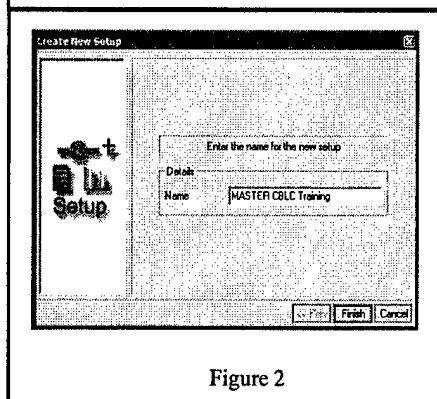 Create New Setup
Enter the name for the new setup
Details
Name MASTER CBLC Training
Setup
Finish Cancel
Figure 2